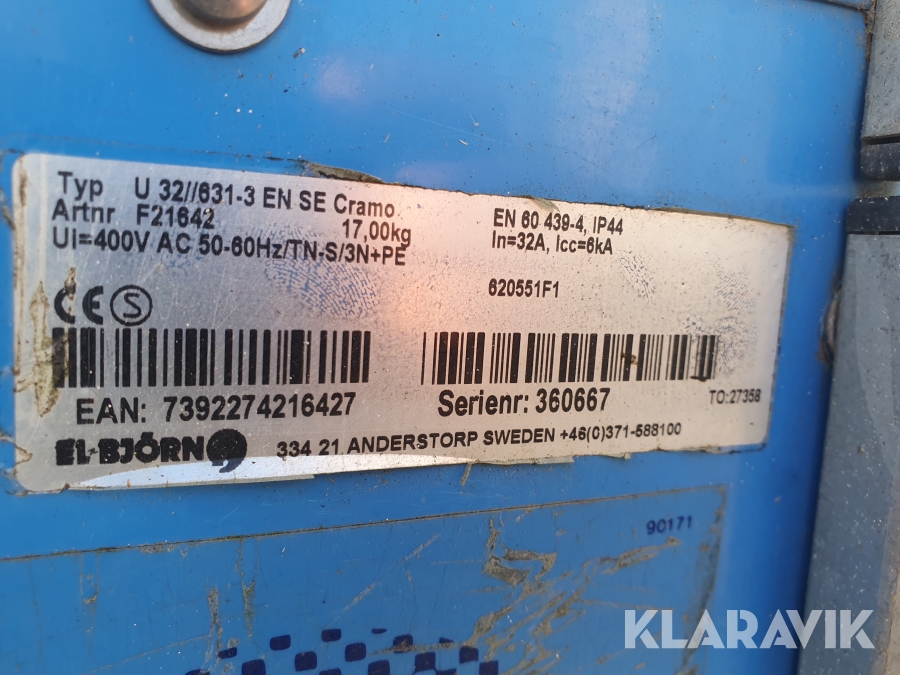 Typ U 32//631-3 EN SE Cramo
Artnr F21642 17,00kg
UI=400V AC 50-60Hz/TN-S/3N+PE
EN 60 439-4, IP44
In=32A, Icc=6kA
620551F1
CE S
EAN: 7392274216427
Serienr: 360667
TO:27358
EL-BJÖRN
334 21 ANDERSTORP SWEDEN +46(0)371-588100
90171
KLARAVIK